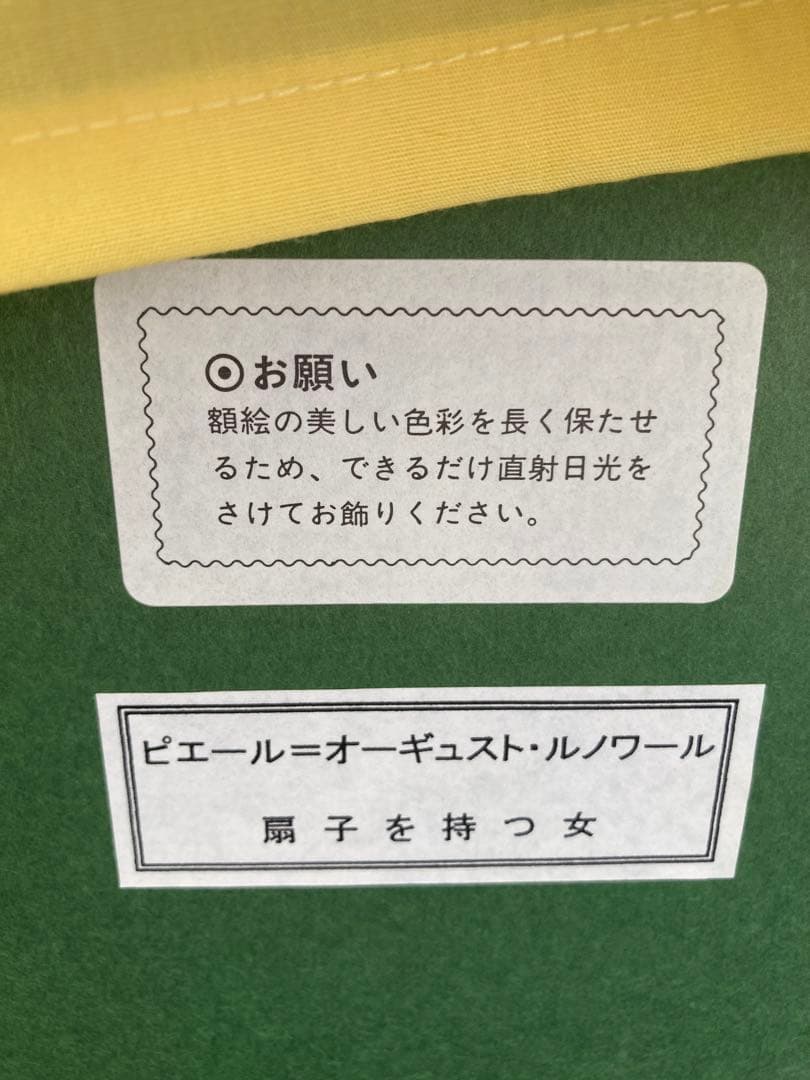 ◉お願い
額絵の美しい色彩を長く保たせ
るため、できるだけ直射日光を
さけてお飾りください。
ピエール＝オーギュスト・ルノワール
扇子を持つ女